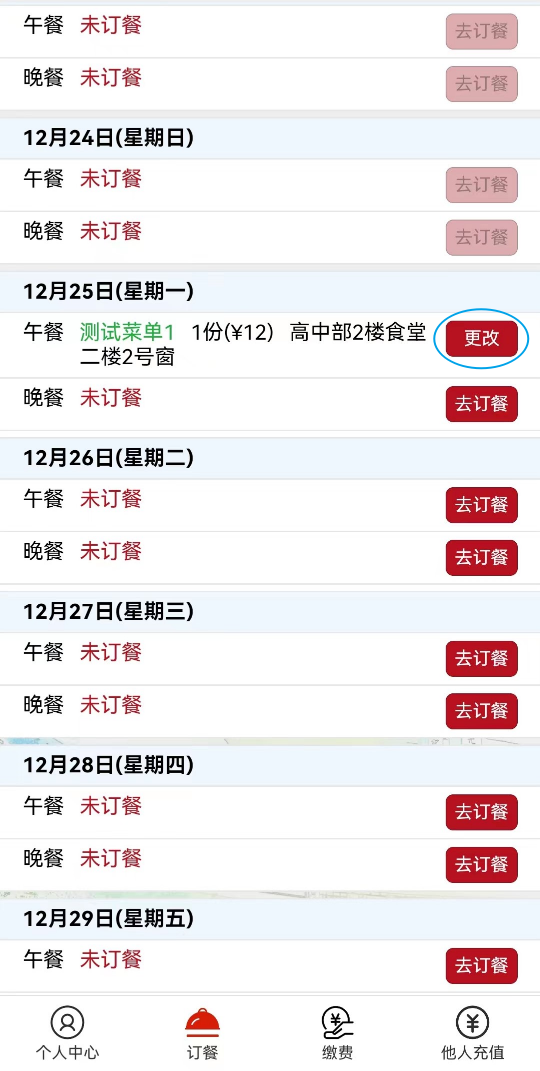 午餐 未订餐 去订餐
晚餐 未订餐 去订餐
12月24日(星期日)
午餐 未订餐 去订餐
晚餐 未订餐 去订餐
12月25日(星期一)
午餐 测试菜单1 1份(¥12) 高中部2楼食堂 更改
二楼2号窗
晚餐 未订餐 去订餐
12月26日(星期二)
午餐 未订餐 去订餐
晚餐 未订餐 去订餐
12月27日(星期三)
午餐 未订餐 去订餐
晚餐 未订餐 去订餐
12月28日(星期四)
午餐 未订餐 去订餐
晚餐 未订餐 去订餐
12月29日(星期五)
午餐 未订餐 去订餐
个人中心 订餐 缴费 他人充值